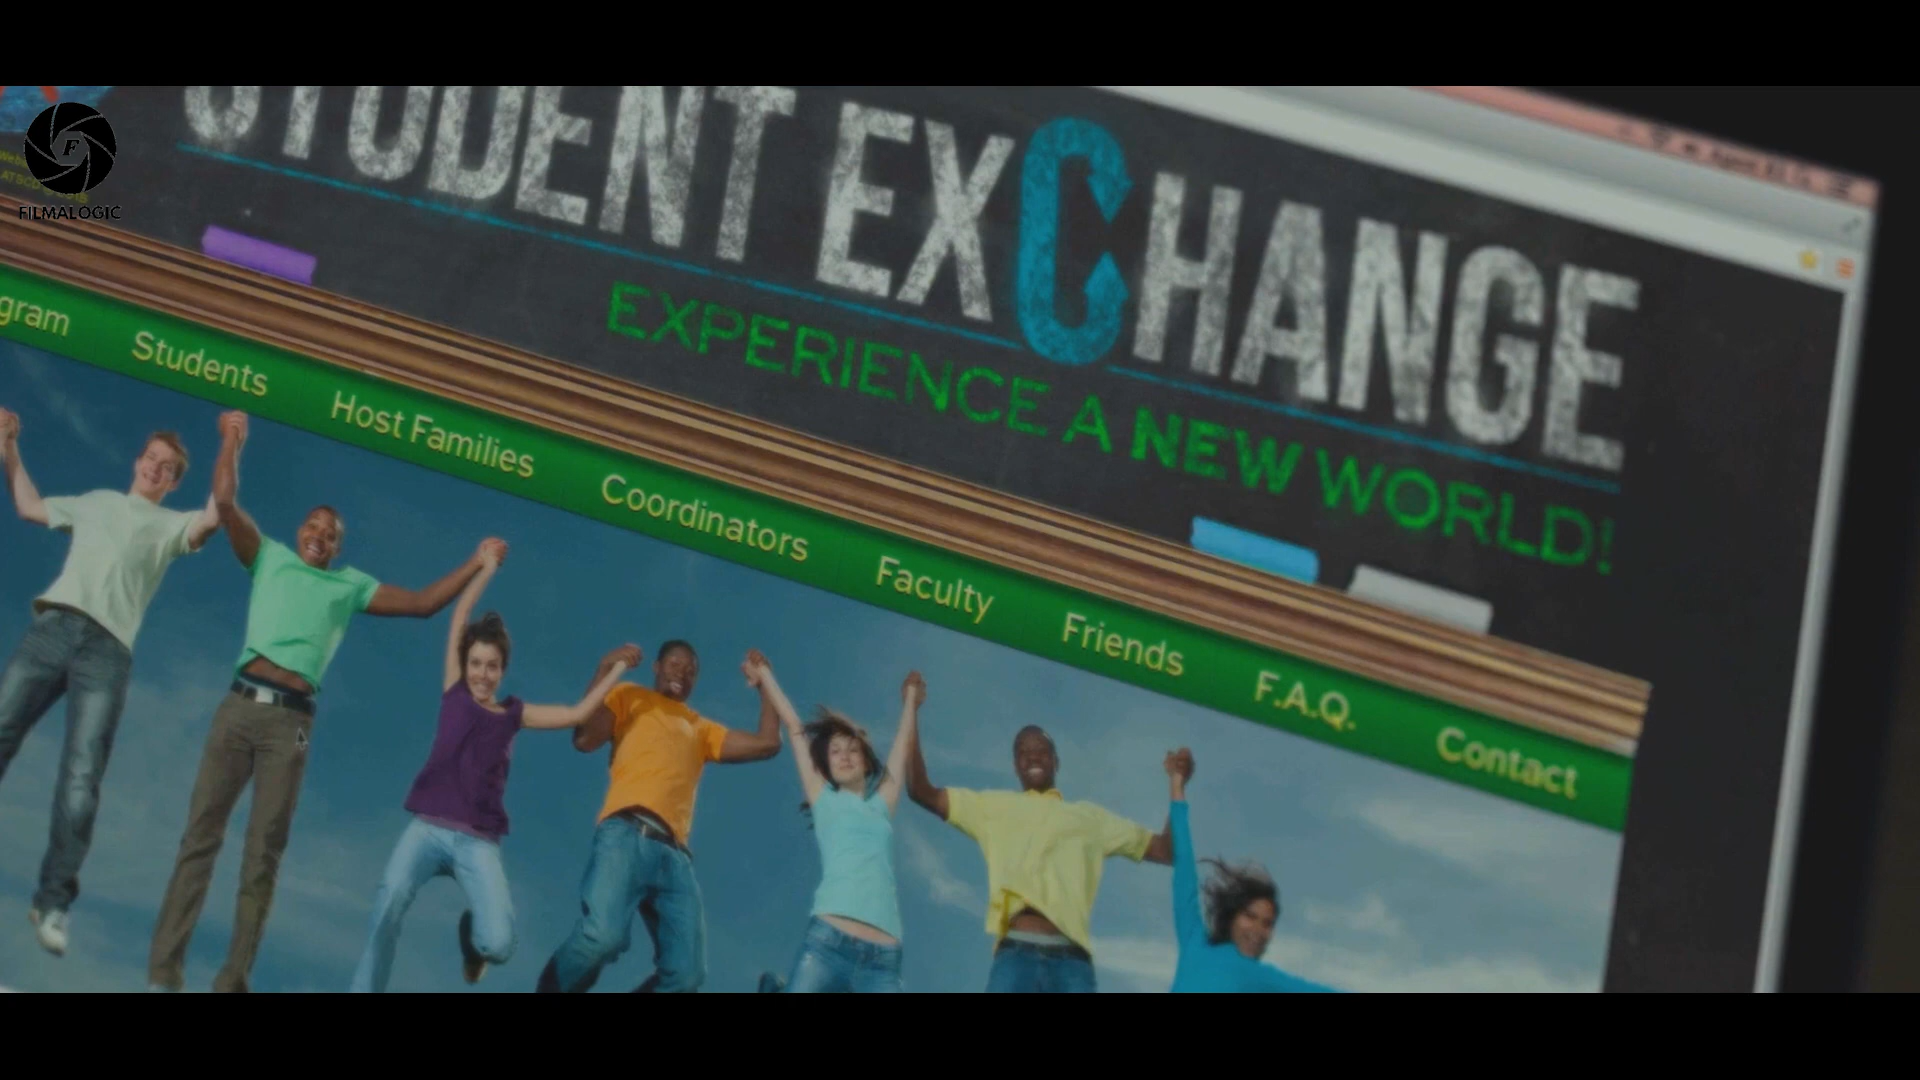 STUDENT EXCHANGE
EXPERIENCE A NEW WORLD!
gram
Students
Host Families
Coordinators
Faculty
Friends
F.A.Q.
Contact
F
FILMALOGIC